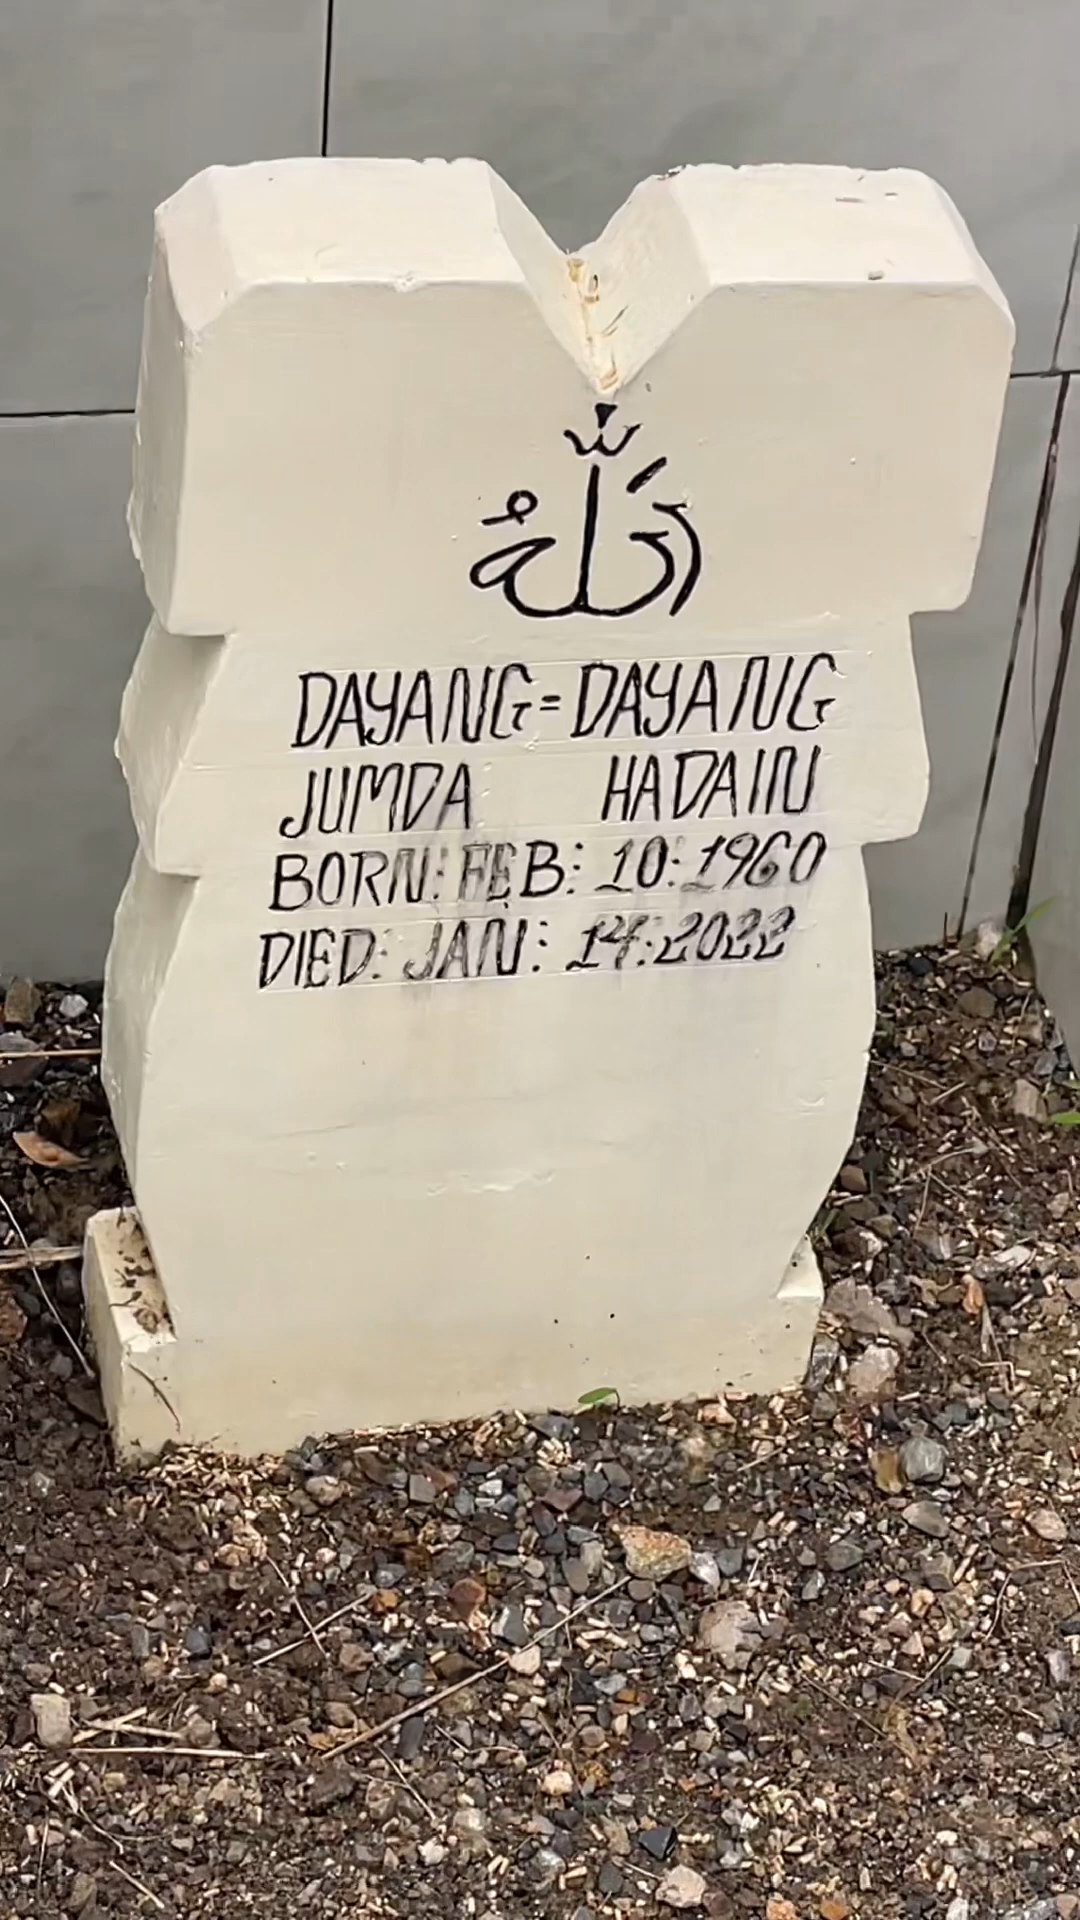 الله
DAYANG=DAYANG
JUMDA HADAIN
BORN: FEB: 10: 1960
DIED: JAN: 14: 2022